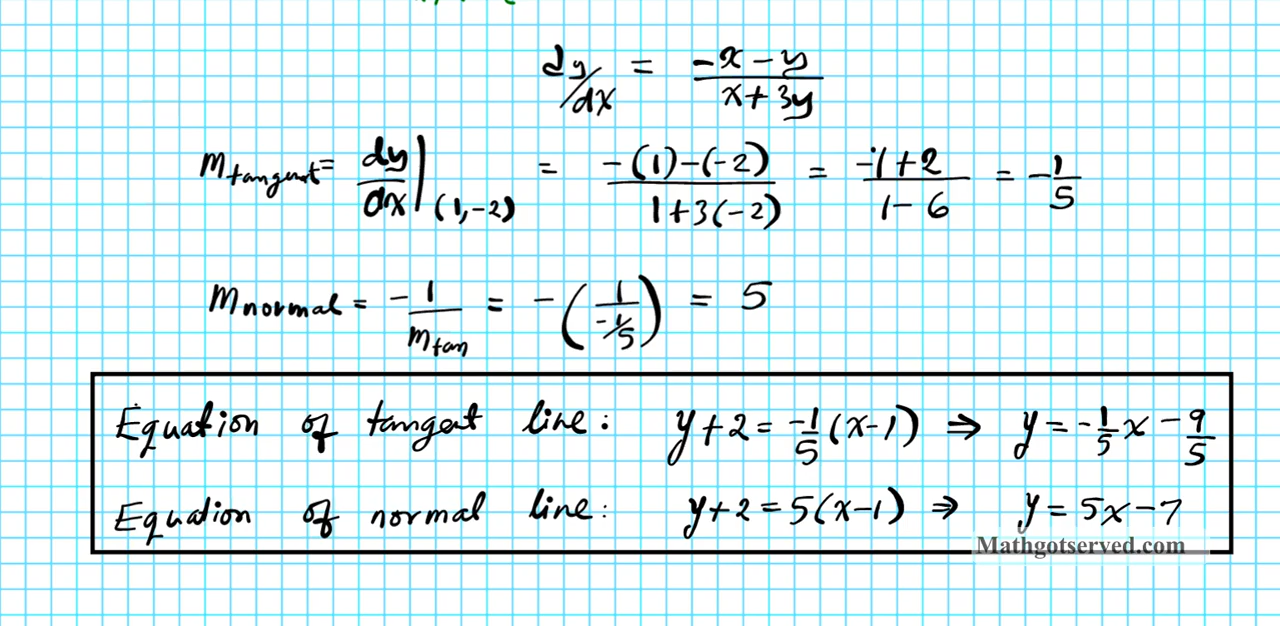 dy/dx = (-x - y)/(x + 3y)
m_tangent = dy/dx |_(1,-2) = (-(1)-(-2))/(1+3(-2)) = (-1+2)/(1-6) = -1/5
m_normal = -1/m_tan = -(1/(-1/5)) = 5
Equation of tangent line: y+2 = -1/5(x-1) ⇒ y = -1/5x - 9/5
Equation of normal line: y+2 = 5(x-1) ⇒ y = 5x-7
Mathgotserved.com